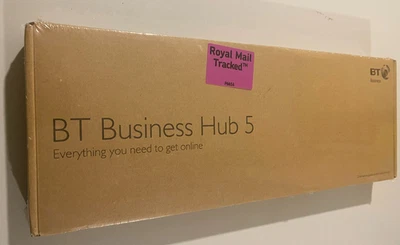 Royal Mail
Tracked™
BT
BT Business Hub 5
Everything you need to get online